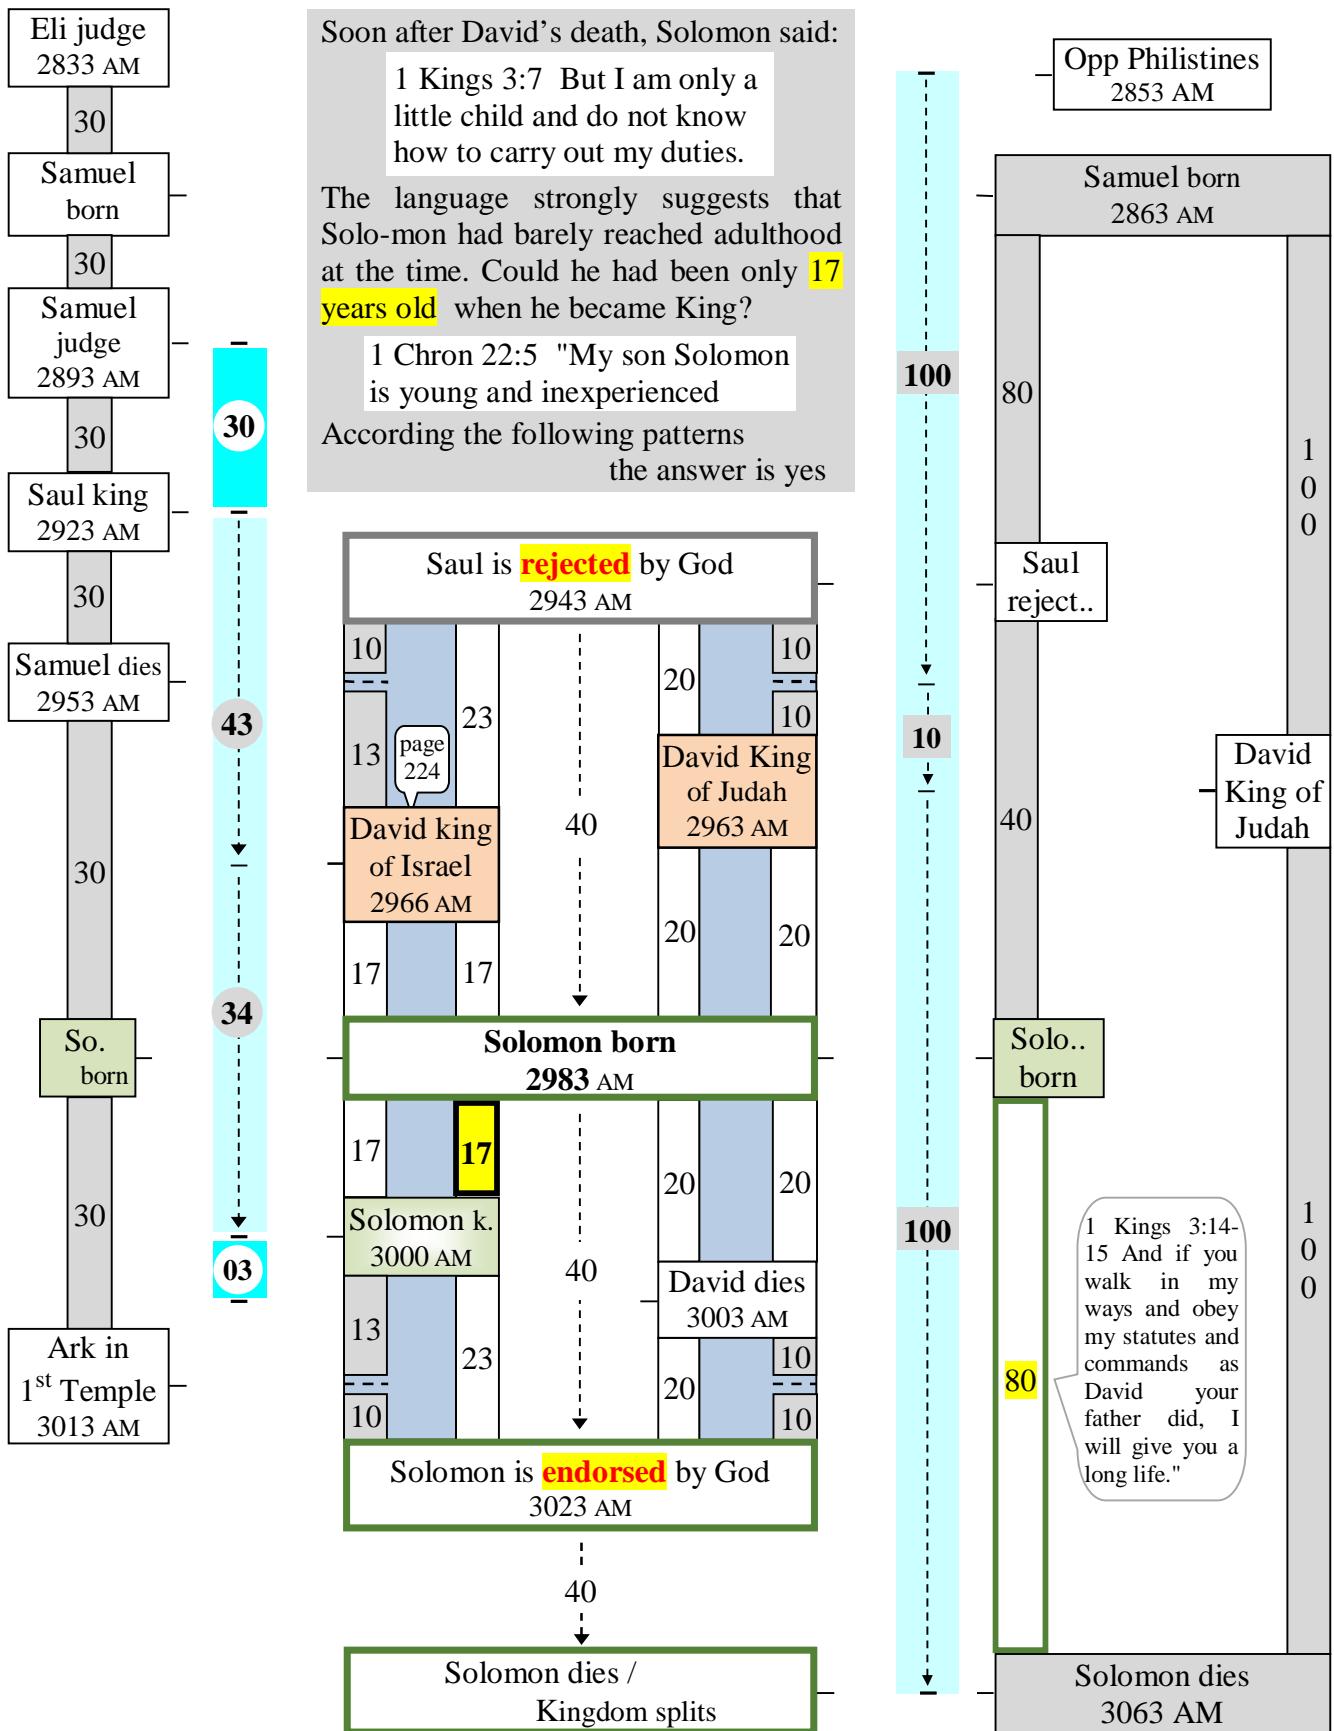 Eli judge
2833 AM
30
Samuel
born
30
Samuel
judge
2893 AM
30
Saul king
2923 AM
30
Samuel dies
2953 AM
30
So.
born
30
Ark in
1st Temple
3013 AM
30
43
34
03
Soon after David’s death, Solomon said:
1 Kings 3:7 But I am only a
little child and do not know
how to carry out my duties.
The language strongly suggests that
Solo-mon had barely reached adulthood
at the time. Could he had been only 17
years old when he became King?
1 Chron 22:5 "My son Solomon
is young and inexperienced
According the following patterns
the answer is yes
Saul is rejected by God
2943 AM
10
23
20
10
13
10
page
224
David king
of Israel
2966 AM
40
David King
of Judah
2963 AM
17
17
20
20
Solomon born
2983 AM
17
17
20
20
Solomon k.
3000 AM
40
David dies
3003 AM
13
23
20
10
10
10
Solomon is endorsed by God
3023 AM
40
Solomon dies /
Kingdom splits
100
10
100
Opp Philistines
2853 AM
Samuel born
2863 AM
80
100
Saul
reject..
40
David
King of
Judah
Solo..
born
80
100
1 Kings 3:14-
15 And if you
walk in my
ways and obey
my statutes and
commands as
David your
father did, I
will give you a
long life."
Solomon dies
3063 AM